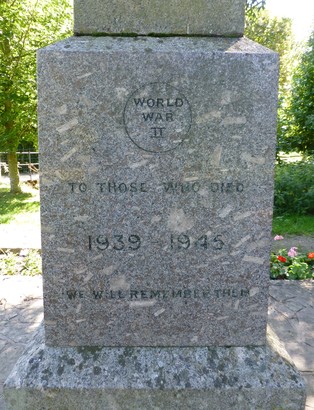 WORLD
WAR
II
TO THOSE WHO DIED
1939 - 1945
WE WILL REMEMBER THEM